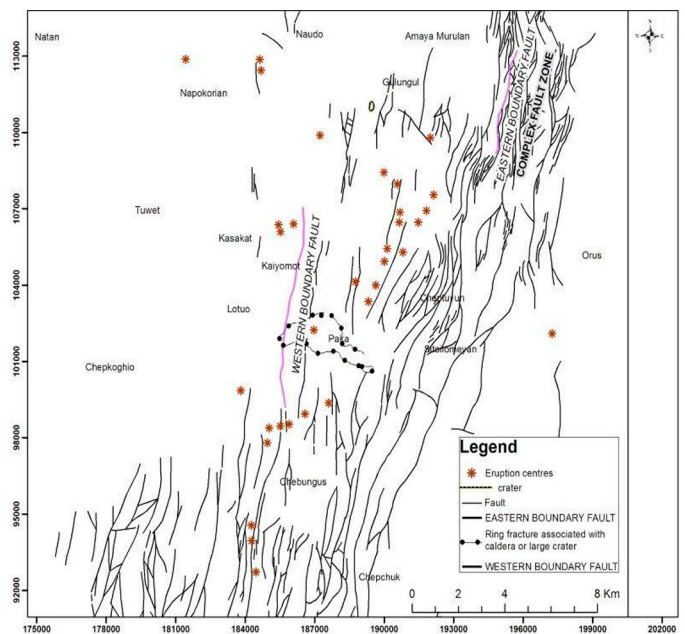 Natan
Naudo
Amaya Murulan
N
W
E
S
113000
Napokorian
Gulungul
EASTERN BOUNDARY FAULT
COMPLEX FAULT ZONE
110000
107000
Tuwet
Kasakat
Kaiyomot
WESTERN BOUNDARY FAULT
Orus
104000
Lotuo
Paka
101000
Chepkoghio
98000
Chebungus
95000
Chepchuk
92000
Legend
Eruption centres
crater
Fault
EASTERN BOUNDARY FAULT
Ring fracture associated with
caldera or large crater
WESTERN BOUNDARY FAULT
0 2 4 8 Km
175000 178000 181000 184000 187000 190000 193000 196000 199000 202000